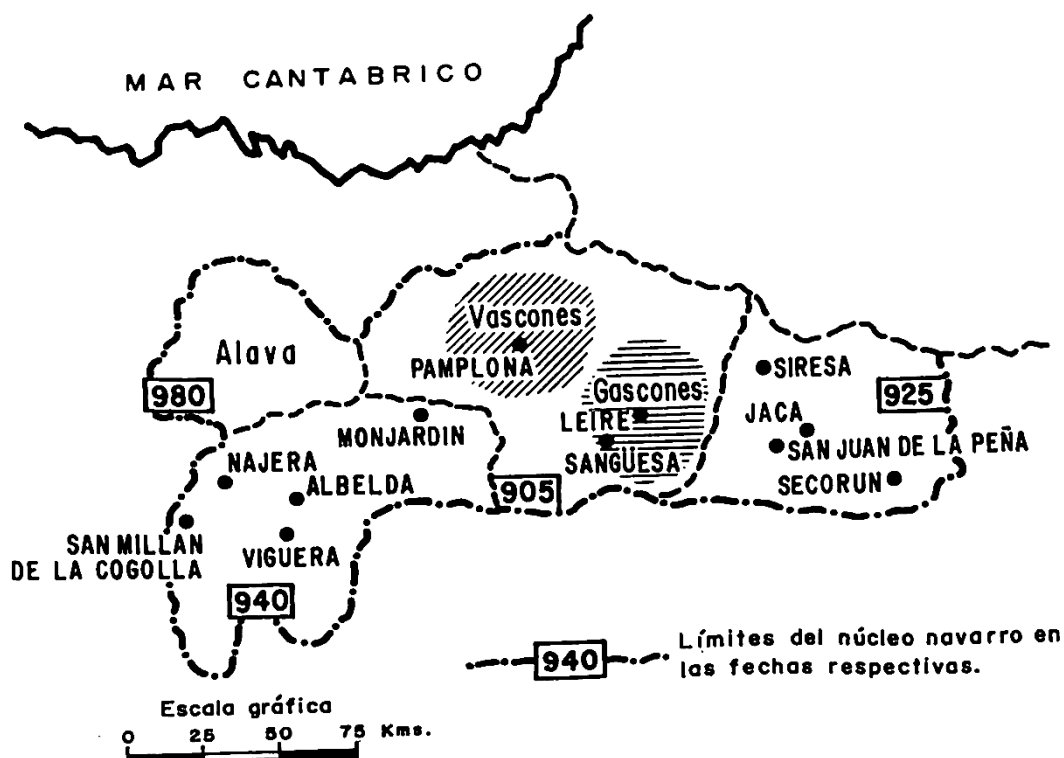 MAR CANTABRICO
Vascones
Alava
PAMPLONA
SIRESA
980
Gascones
925
LEIRE
JACA
MONJARDIN
SAN JUAN DE LA PEÑA
SANGÜESA
NAJERA
SECORUN
ALBELDA
905
SAN MILLAN
DE LA COGOLLA
VIGUERA
940
940
Límites del núcleo navarro en
las fechas respectivas.
Escala gráfica
0 25 50 75 Kms.